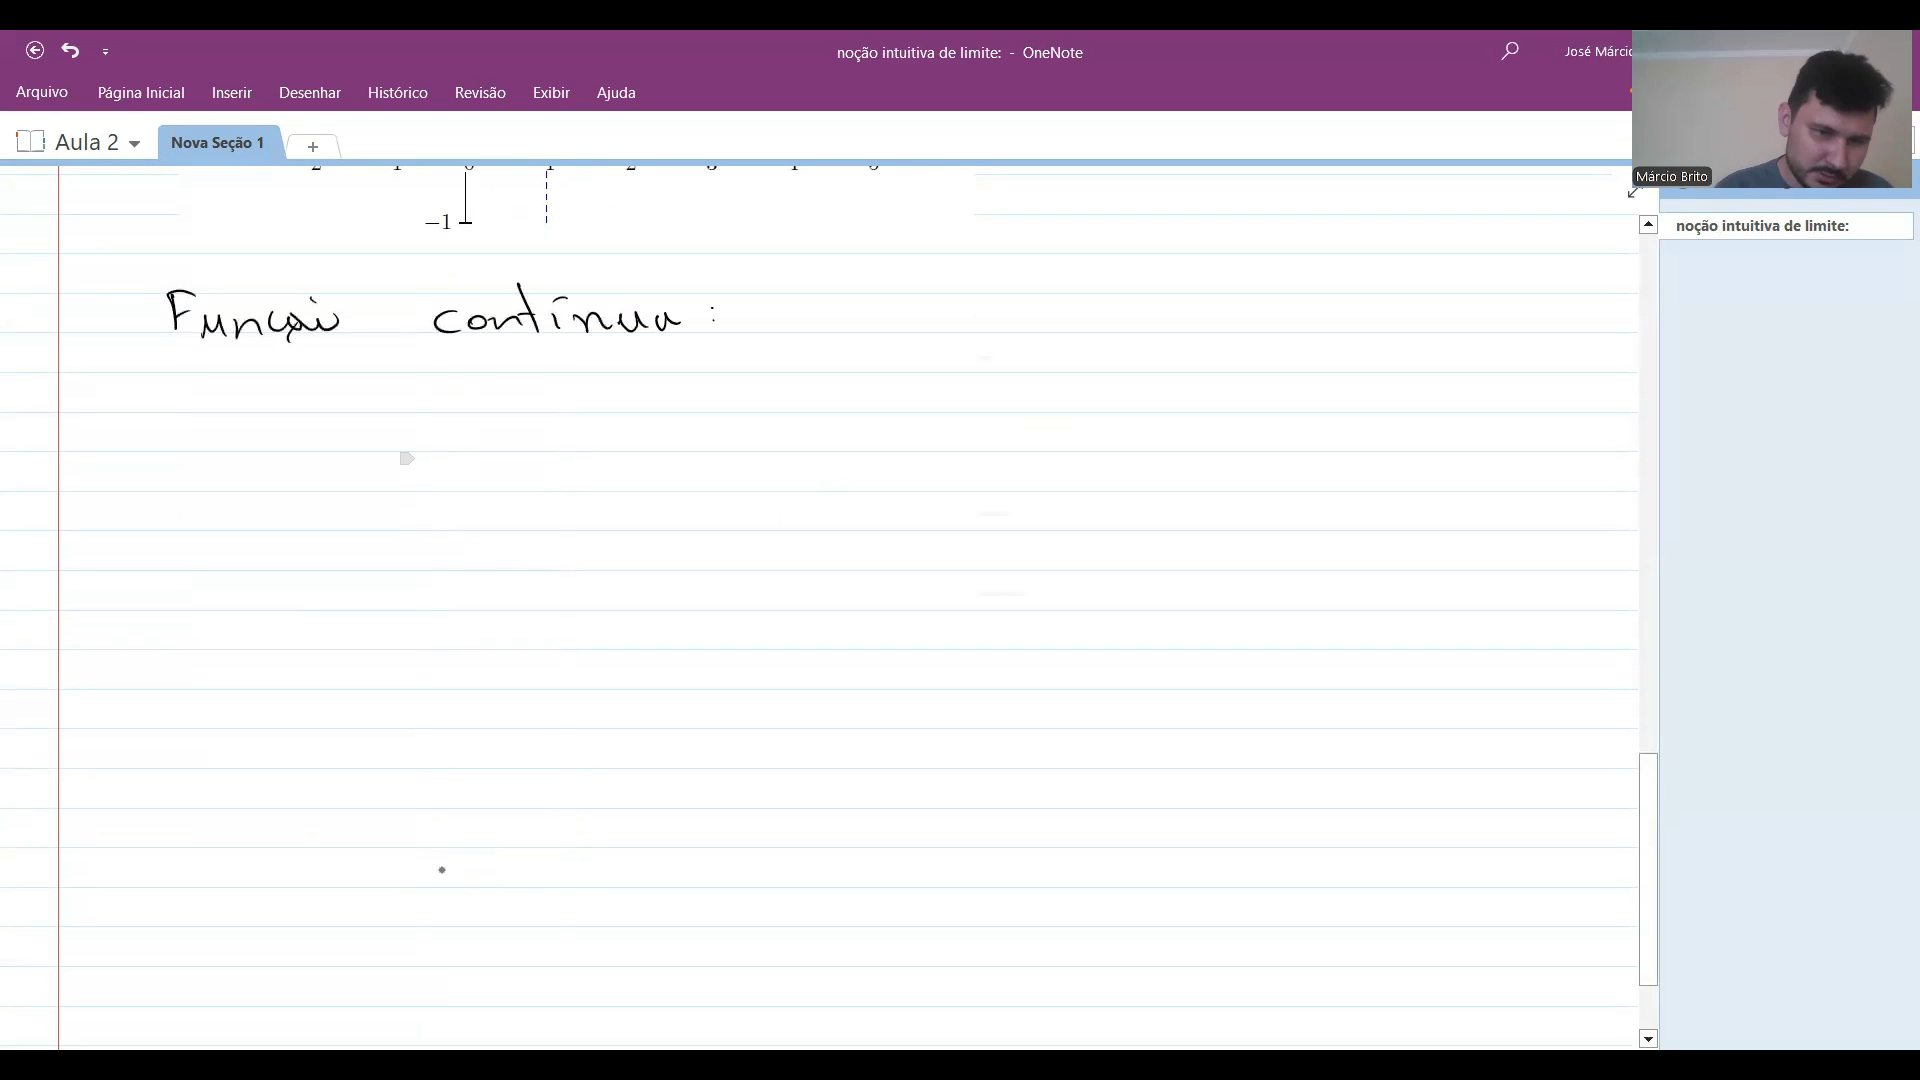 noção intuitiva de limite: - OneNote
José Márcio
Arquivo Página Inicial Inserir Desenhar Histórico Revisão Exibir Ajuda
Aula 2 Nova Seção 1 +
Márcio Brito
noção intuitiva de limite:
-1
Função contínua: